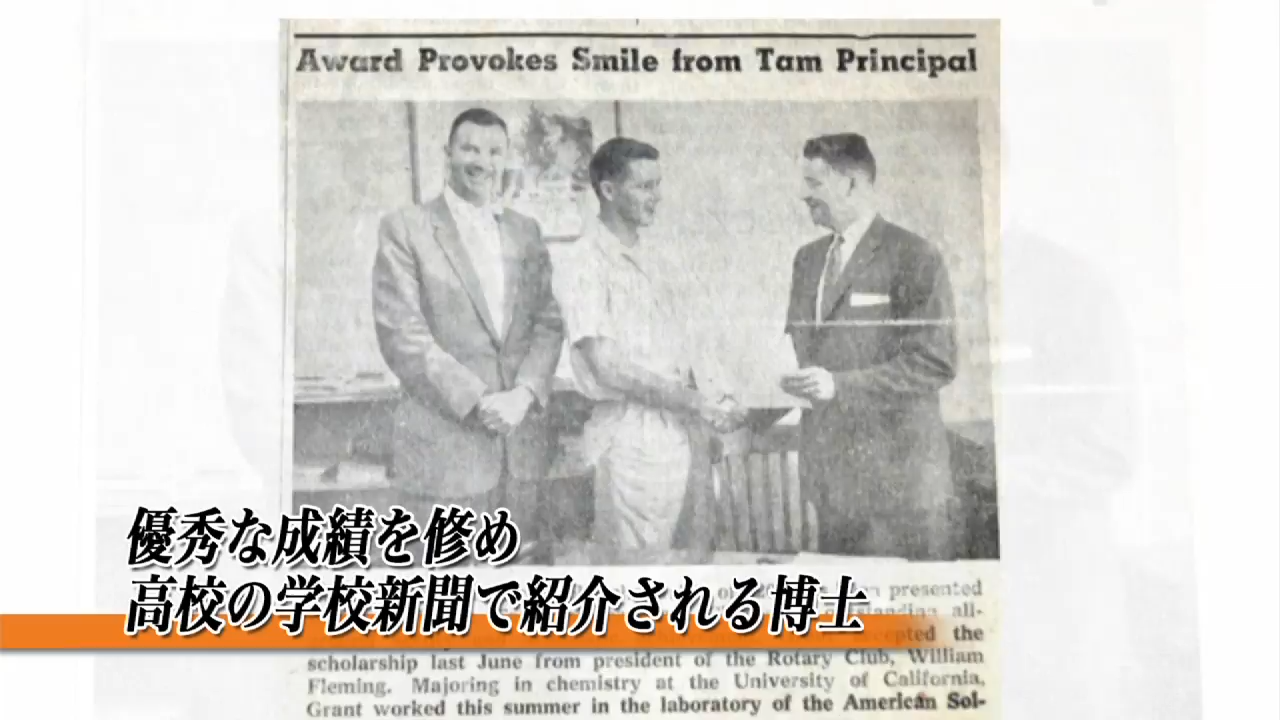 Award Provokes Smile from Tam Principal
優秀な成績を修め
高校の学校新聞で紹介される博士
presented
all-
the
scholarship last June from president of the Rotary Club, William
Fleming. Majoring in chemistry at the University of California,
Grant worked this summer in the laboratory of the American Sol-